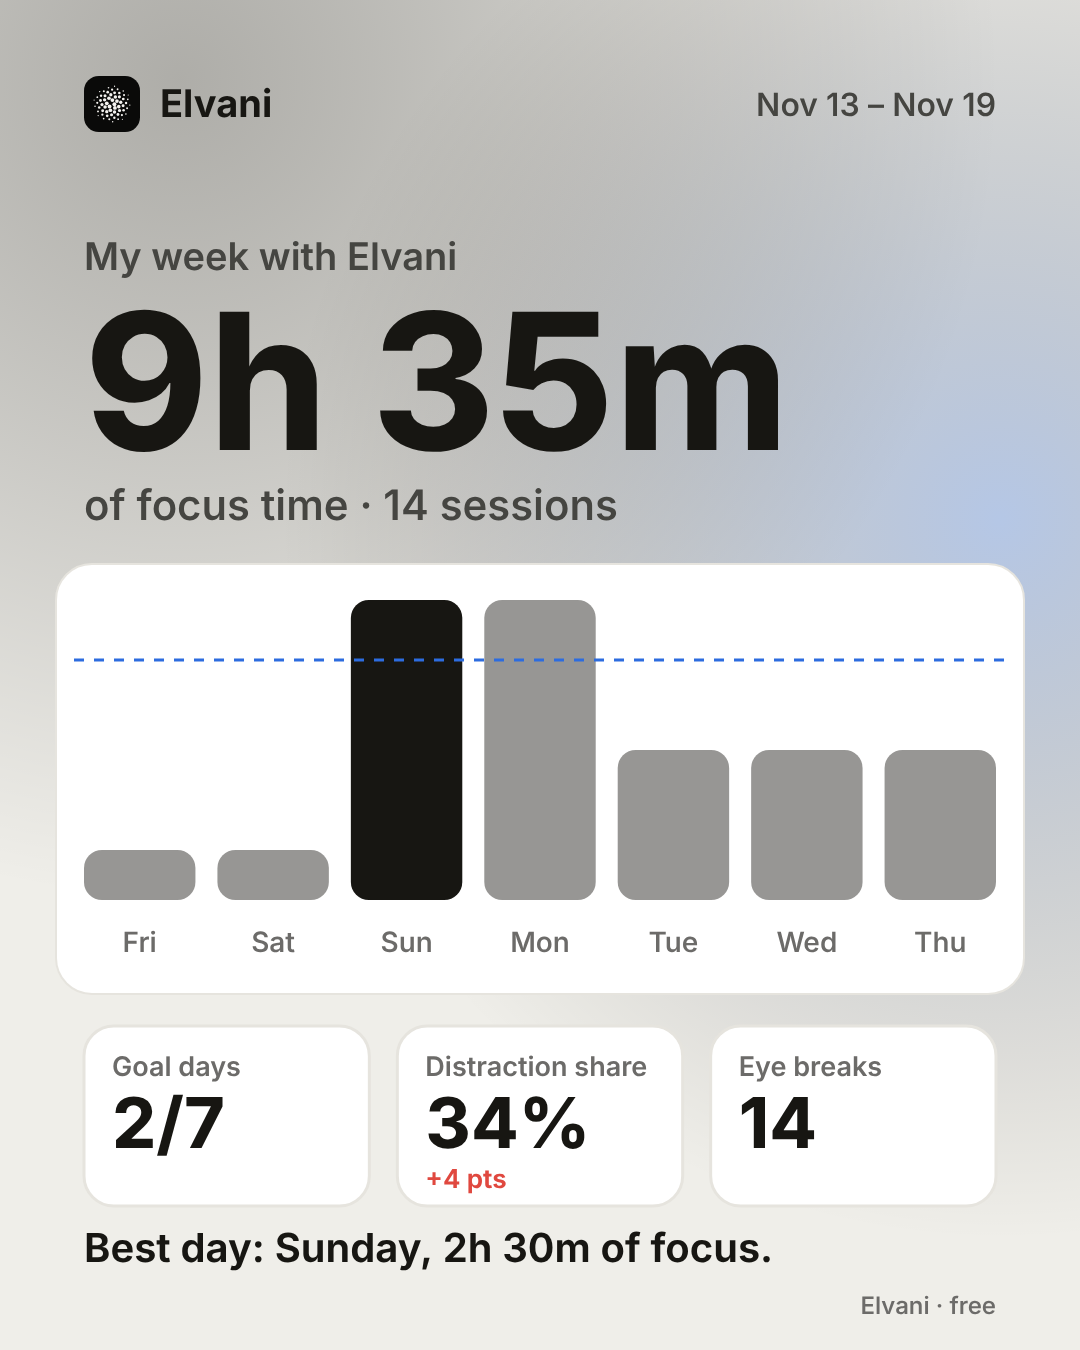 Elvani
Nov 13 – Nov 19
My week with Elvani
9h 35m
of focus time · 14 sessions
Fri Sat Sun Mon Tue Wed Thu
Goal days
2/7
Distraction share
34%
+4 pts
Eye breaks
14
Best day: Sunday, 2h 30m of focus.
Elvani · free